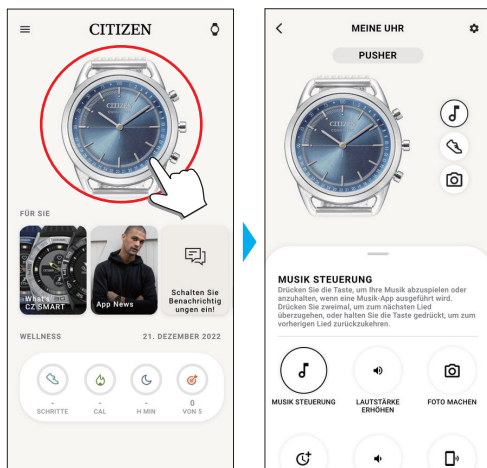 CITIZEN
CITIZEN
FÜR SIE
What's
CZ SMART
App News
Schalten Sie
Benachrichtig
ungen ein!
WELLNESS 21. DEZEMBER 2022
- - - 0
SCHRITTE CAL H MIN VON 5
MEINE UHR
PUSHER
CITIZEN
MUSIK STEUERUNG
Drücken Sie die Taste, um Ihre Musik abzuspielen oder
anzuhalten, wenn eine Musik-App ausgeführt wird.
Drücken Sie zweimal, um zum nächsten Lied
überzugehen, oder halten Sie die Taste gedrückt, um zum
vorherigen Lied zurückzukehren.
MUSIK STEUERUNG LAUTSTÄRKE FOTO MACHEN
ERHÖHEN